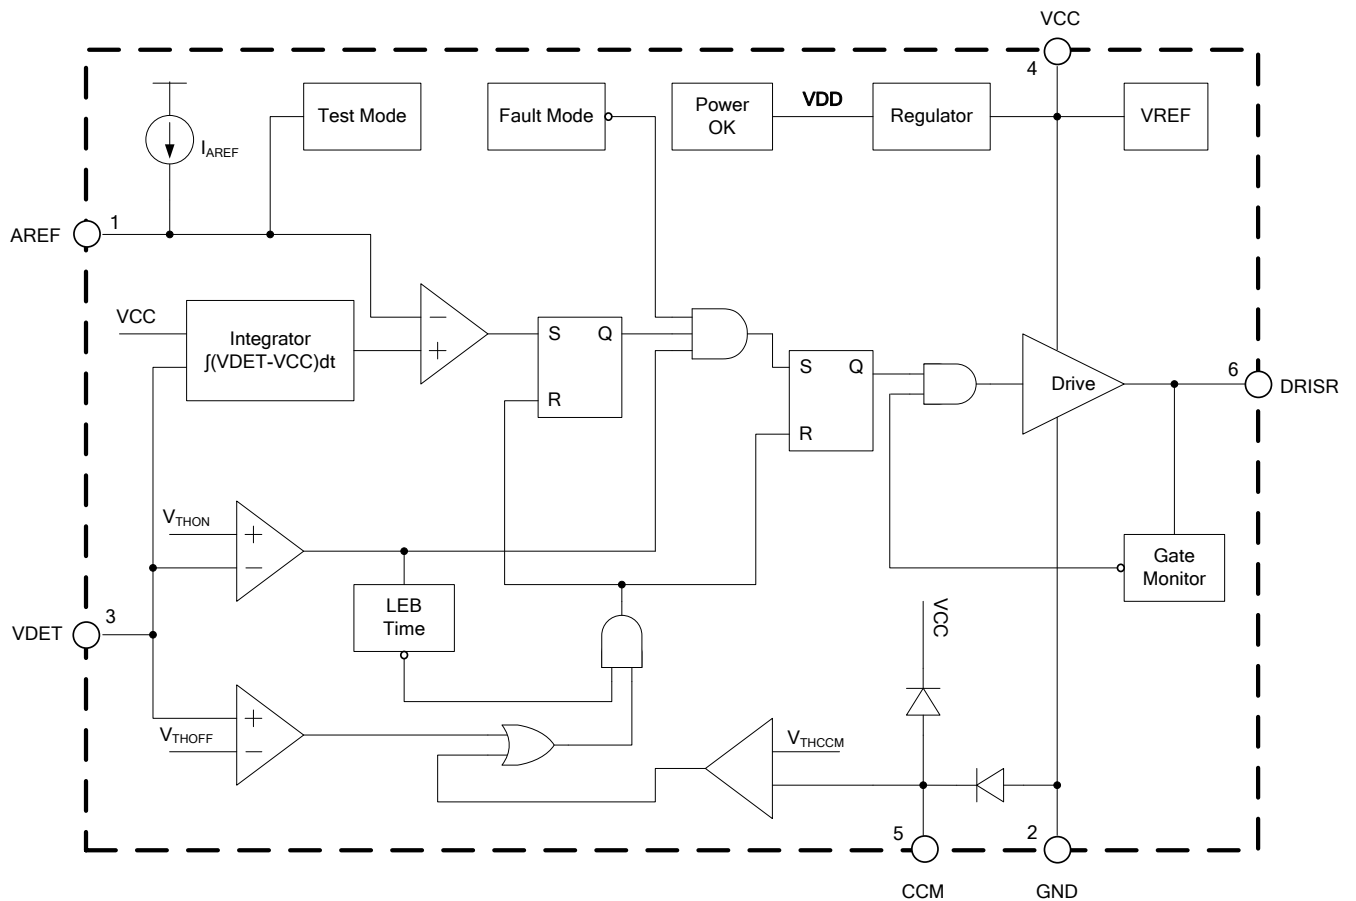 VCC
4
Test Mode
Fault Mode
Power
OK
VDD
Regulator
VREF
IAREF
AREF
1
VCC
Integrator
∫(VDET-VCC)dt
−
+
S
Q
R
S
Q
R
Drive
6
DRISR
VTHON
+
−
Gate
Monitor
LEB
Time
VDET
3
VCC
+
VTHOFF
−
VTHCCM
5
2
CCM
GND